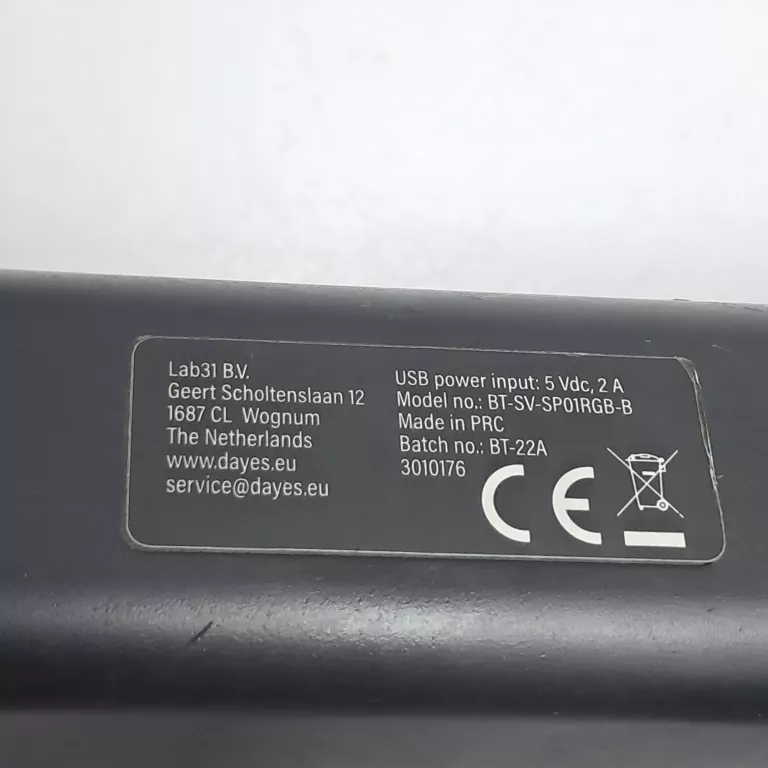 Lab31 B.V.
Geert Scholtenslaan 12
1687 CL Wognum
The Netherlands
www.dayes.eu
service@dayes.eu
USB power input: 5 Vdc, 2 A
Model no.: BT-SV-SP01RGB-B
Made in PRC
Batch no.: BT-22A
3010176
CE